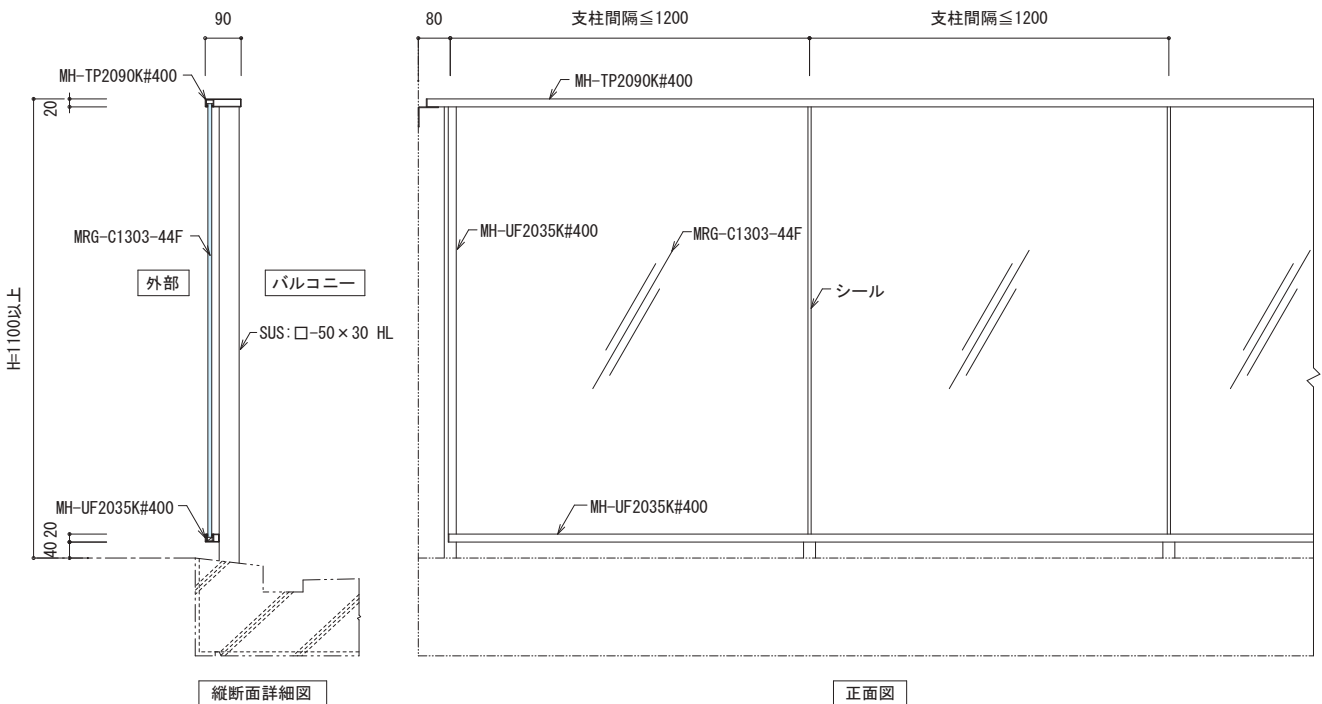 90
80
支柱間隔≦1200
支柱間隔≦1200
MH-TP2090K#400
MH-TP2090K#400
20
MRG-C1303-44F
MH-UF2035K#400
MRG-C1303-44F
外部
バルコニー
シール
H=1100以上
SUS:口-50×30 HL
MH-UF2035K#400
MH-UF2035K#400
20
40
縦断面詳細図
正面図